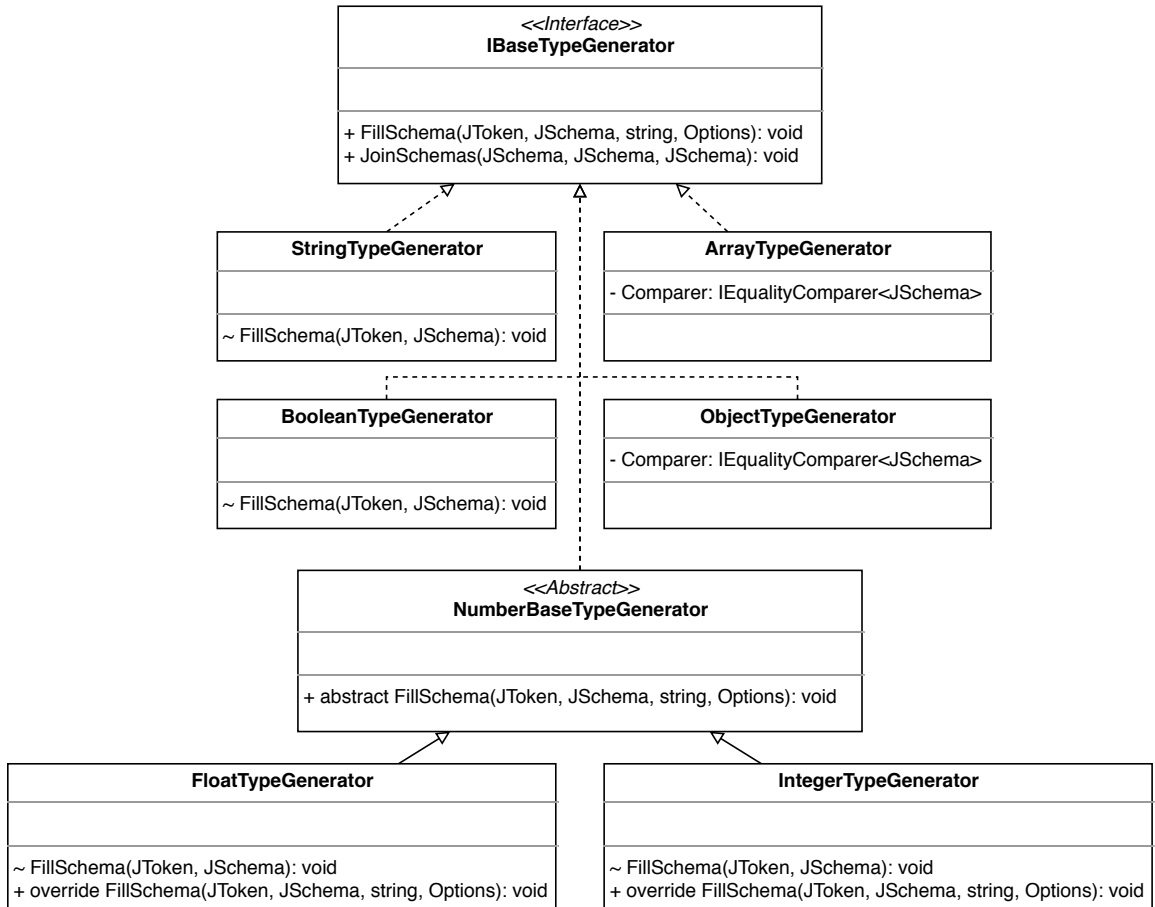 <<Interface>>
IBaseTypeGenerator
+ FillSchema(JToken, JSchema, string, Options): void
+ JoinSchemas(JSchema, JSchema, JSchema): void
StringTypeGenerator
~ FillSchema(JToken, JSchema): void
ArrayTypeGenerator
- Comparer: IEqualityComparer<JSchema>
BooleanTypeGenerator
~ FillSchema(JToken, JSchema): void
ObjectTypeGenerator
- Comparer: IEqualityComparer<JSchema>
<<Abstract>>
NumberBaseTypeGenerator
+ abstract FillSchema(JToken, JSchema, string, Options): void
FloatTypeGenerator
~ FillSchema(JToken, JSchema): void
+ override FillSchema(JToken, JSchema, string, Options): void
IntegerTypeGenerator
~ FillSchema(JToken, JSchema): void
+ override FillSchema(JToken, JSchema, string, Options): void